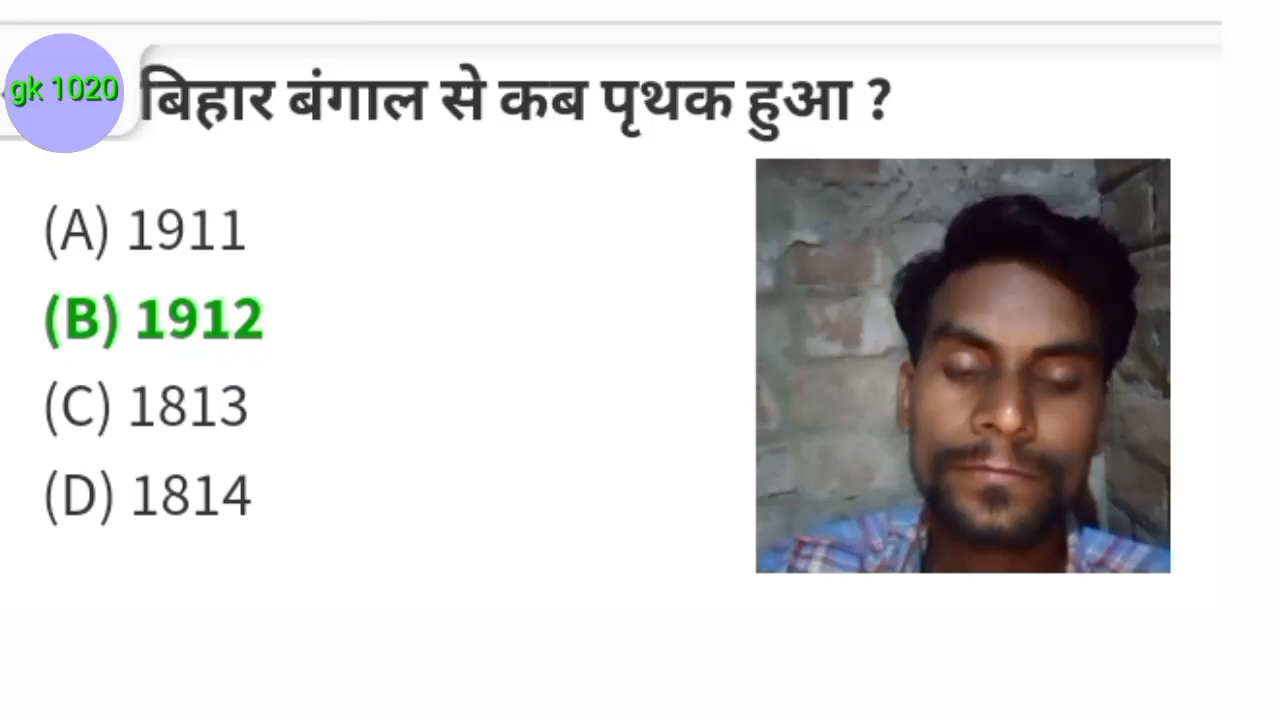 gk 1020
बिहार बंगाल से कब पृथक हुआ ?
(A) 1911
(B) 1912
(C) 1813
(D) 1814